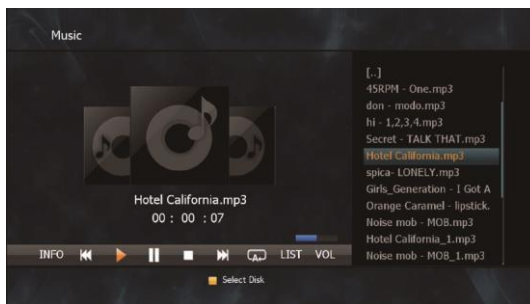 Music
[..]
45RPM - One.mp3
don - modo.mp3
hi - 1,2,3,4.mp3
Secret - TALK THAT.mp3
Hotel California.mp3
spica- LONELY.mp3
Girls_Generation - I Got A
Orange Caramel - lipstick.
Noise mob - MOB.mp3
Hotel California_1.mp3
Noise mob - MOB_1.mp3
Hotel California.mp3
00 : 00 : 07
INFO
A
LIST VOL
Select Disk